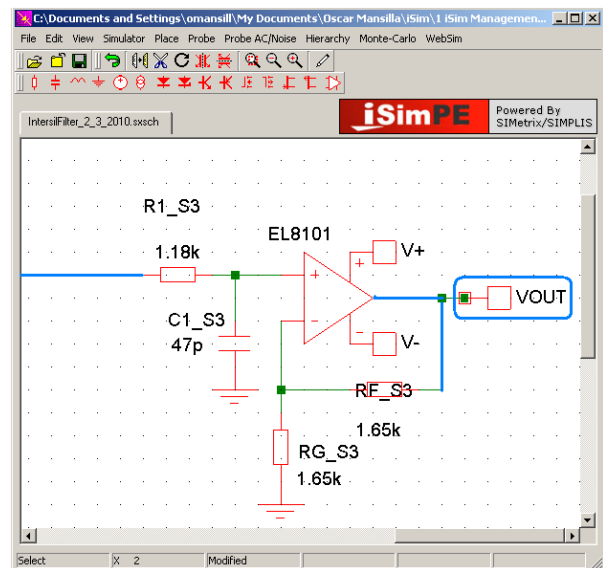 C:\Documents and Settings\omansill\My Documents\Oscar Mansilla\iSim\1 iSim Managemen...
File Edit View Simulator Place Probe Probe AC/Noise Hierarchy Monte-Carlo WebSim
iSimPE
Powered By
SIMetrix/SIMPLIS
IntersilFilter_2_3_2010.sxsch
R1_S3
1.18k
EL8101
+
-
+
V+
-
V-
VOUT
C1_S3
47p
RF_S3
1.65k
RG_S3
1.65k
Select X 2 Modified